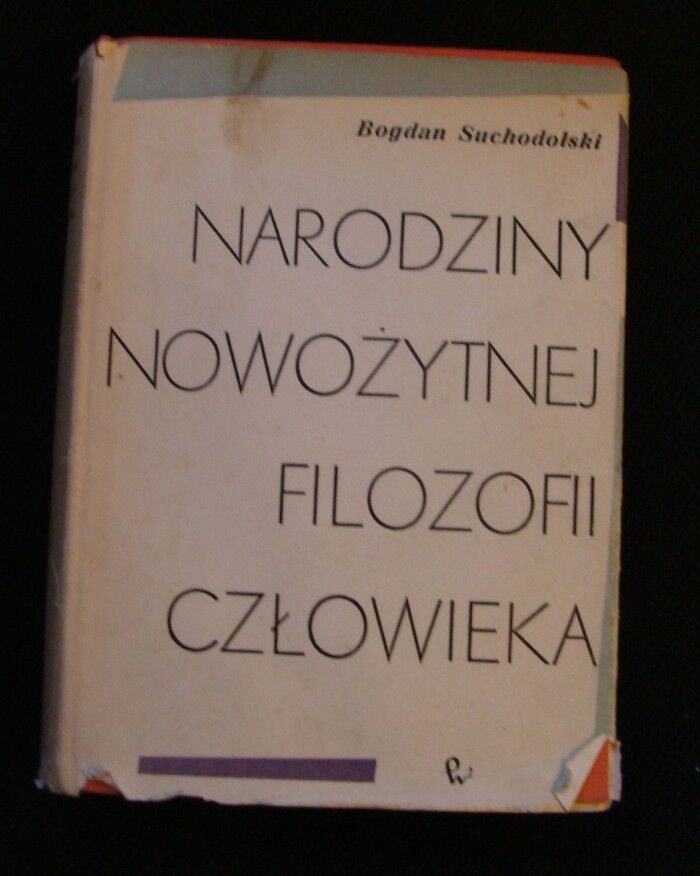 Bogdan Suchodolski
NARODZINY
NOWOŻYTNEJ
FILOZOFII
CZŁOWIEKA